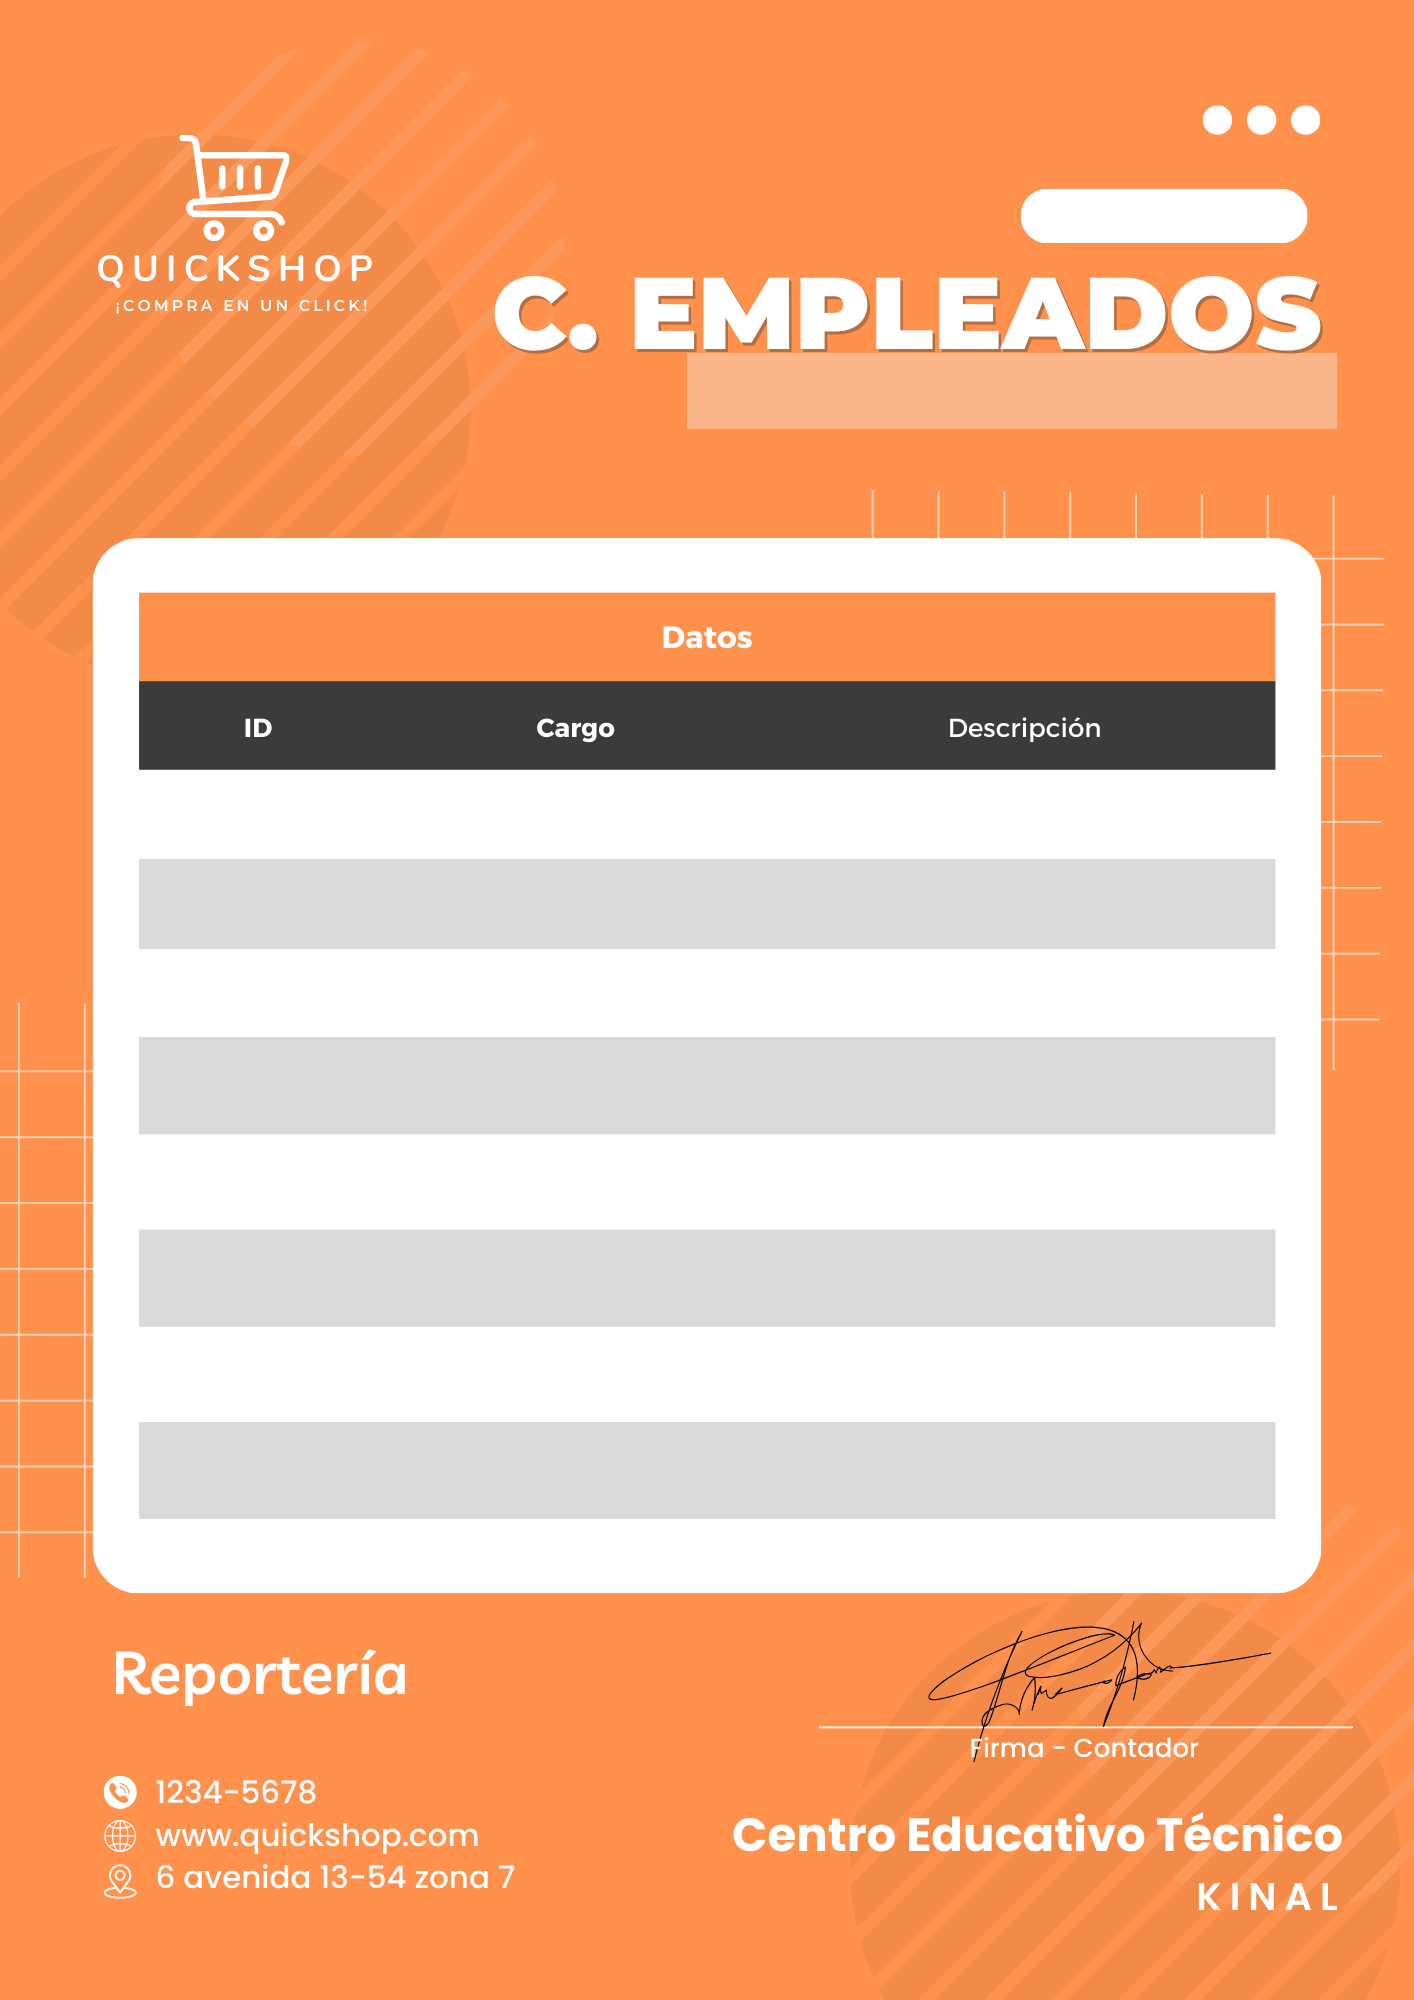 QUICKSHOP
¡COMPRA EN UN CLICK!
C. EMPLEADOS
Datos
ID Cargo Descripción
Reportería
Firma - Contador
1234-5678
www.quickshop.com
6 avenida 13-54 zona 7
Centro Educativo Técnico
KINAL